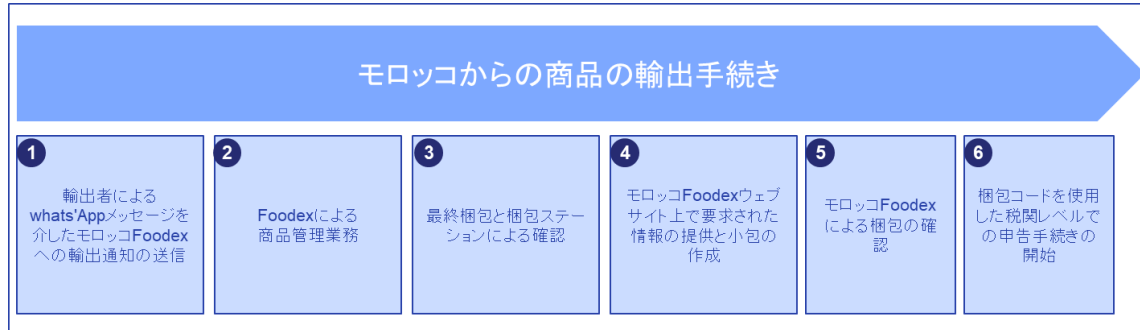 モロッコからの商品の輸出手続き
1
輸出者による
whats'Appメッセージを
介したモロッコFoodex
への輸出通知の送信
2
Foodexによる
商品管理業務
3
最終梱包と梱包ステー
ションによる確認
4
モロッコFoodexウェブ
サイト上で要求された
情報の提供と小包の
作成
5
モロッコFoodex
による梱包の確
認
6
梱包コードを使用
した税関レベルで
の申告手続きの
開始